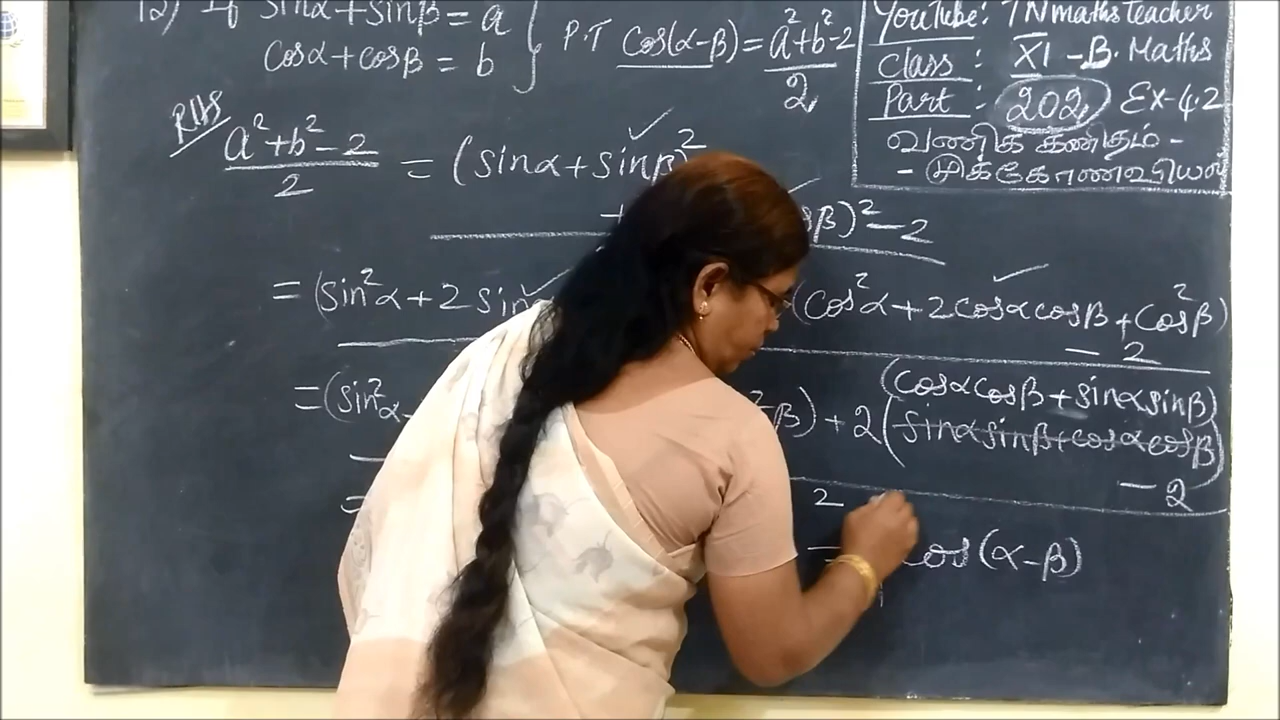 12) If sinα + sinβ = a
cosα + cosβ = b } P.T cos(α-β) = a²+b²-2 / 2
YouTube: TNmathsteacher
Class : XI - B. Maths
Part : 202 Ex-4.2
வணிக கணிதம் -
- முக்கோணவியல்
RHS
a²+b²-2 / 2 = (sinα + sinβ)²
+ β)² - 2
= (sin²α + 2 sin (cos²α + 2cosα cosβ + cos²β)
- 2
(cosα cosβ + sinα sinβ)
= (sin²α ²β) + 2(sinα sinβ + cosα cosβ)
- 2
= 2
= cos(α-β)